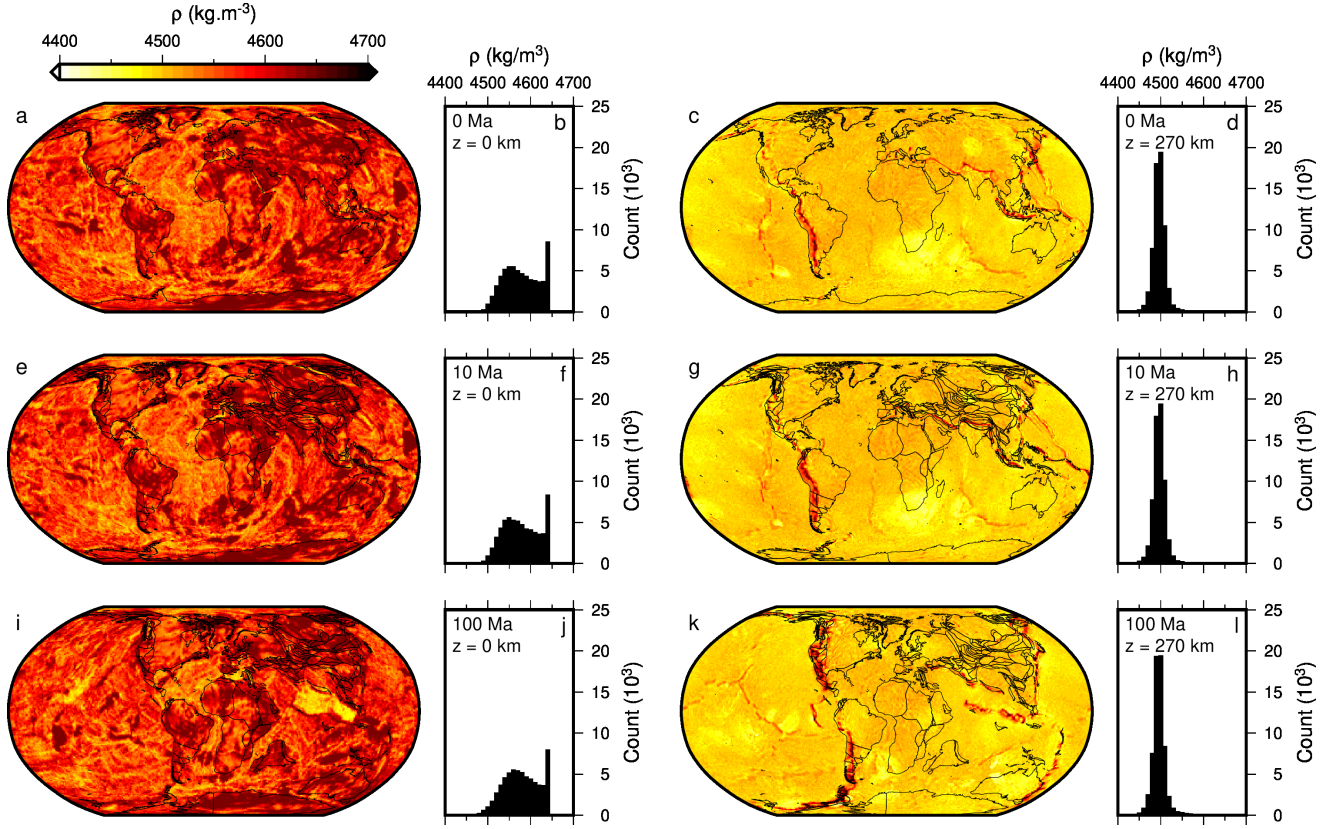 ρ (kg.m-3)
4400 4500 4600 4700
ρ (kg/m3)
4400 4500 4600 4700
ρ (kg/m3)
4400 4500 4600 4700
a
0 Ma
z = 0 km
b
0
5
10
15
20
25
Count (103)
c
0 Ma
z = 270 km
d
0
5
10
15
20
25
Count (103)
e
10 Ma
z = 0 km
f
0
5
10
15
20
25
Count (103)
g
10 Ma
z = 270 km
h
0
5
10
15
20
25
Count (103)
i
100 Ma
z = 0 km
j
0
5
10
15
20
25
Count (103)
k
100 Ma
z = 270 km
l
0
5
10
15
20
25
Count (103)